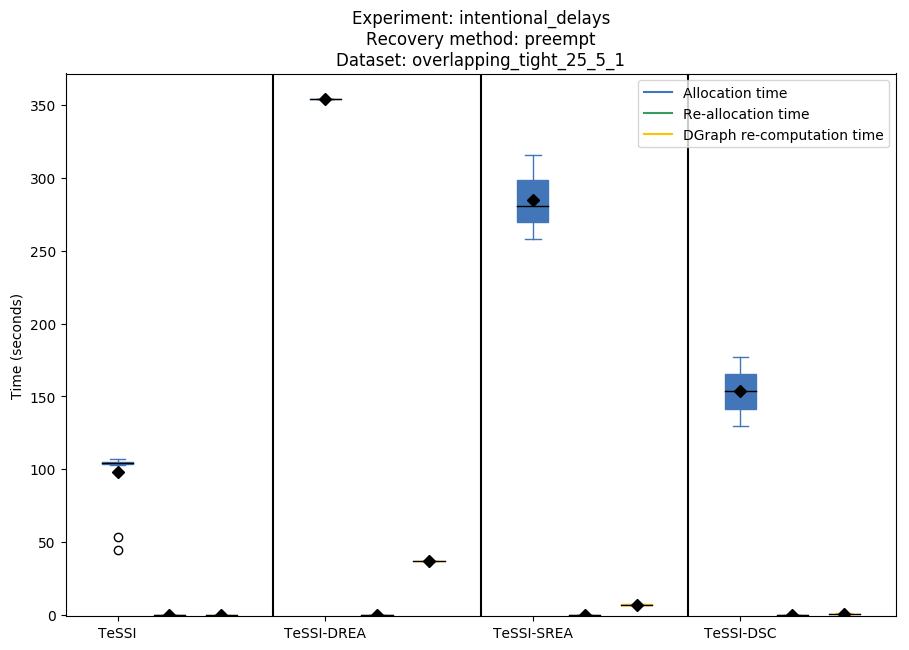 Experiment: intentional_delays
Recovery method: preempt
Dataset: overlapping_tight_25_5_1
Allocation time
Re-allocation time
DGraph re-computation time
Time (seconds)
350
300
250
200
150
100
50
0
TeSSI
TeSSI-DREA
TeSSI-SREA
TeSSI-DSC